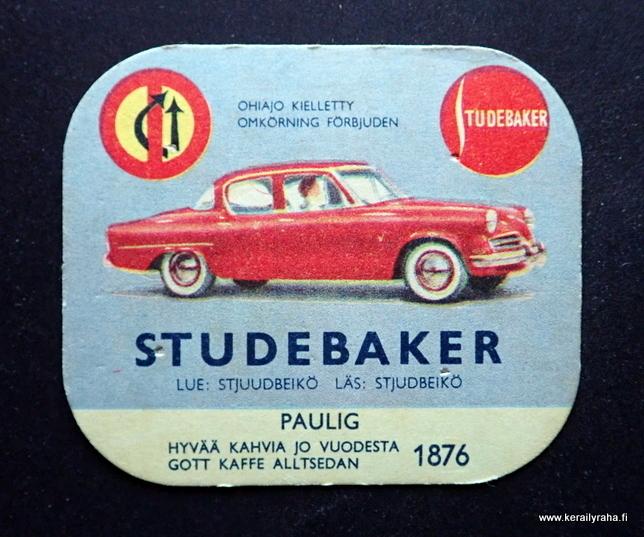 OHIAJO KIELLETTY
OMKÖRNING FÖRBJUDEN
STUDEBAKER
STUDEBAKER
LUE: STJUUDBEIKÖ LÄS: STJUDBEIKÖ
PAULIG
HYVÄÄ KAHVIA JO VUODESTA
GOTT KAFFE ALLTSEDAN
1876
www.kerailyraha.fi